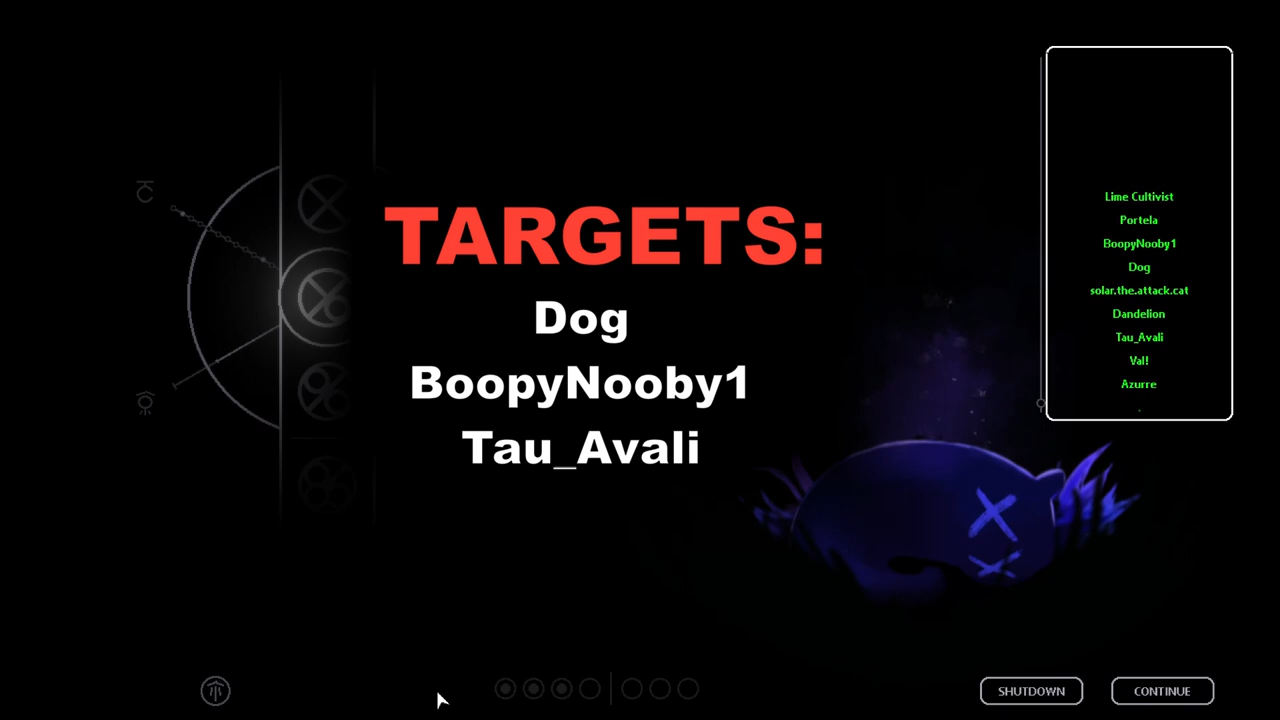 TARGETS:
Dog
BoopyNooby1
Tau_Avali
Lime Cultivist
Portela
BoopyNooby1
Dog
solar.the.attack.cat
Dandelion
Tau_Avali
Val!
Azurre
SHUTDOWN
CONTINUE